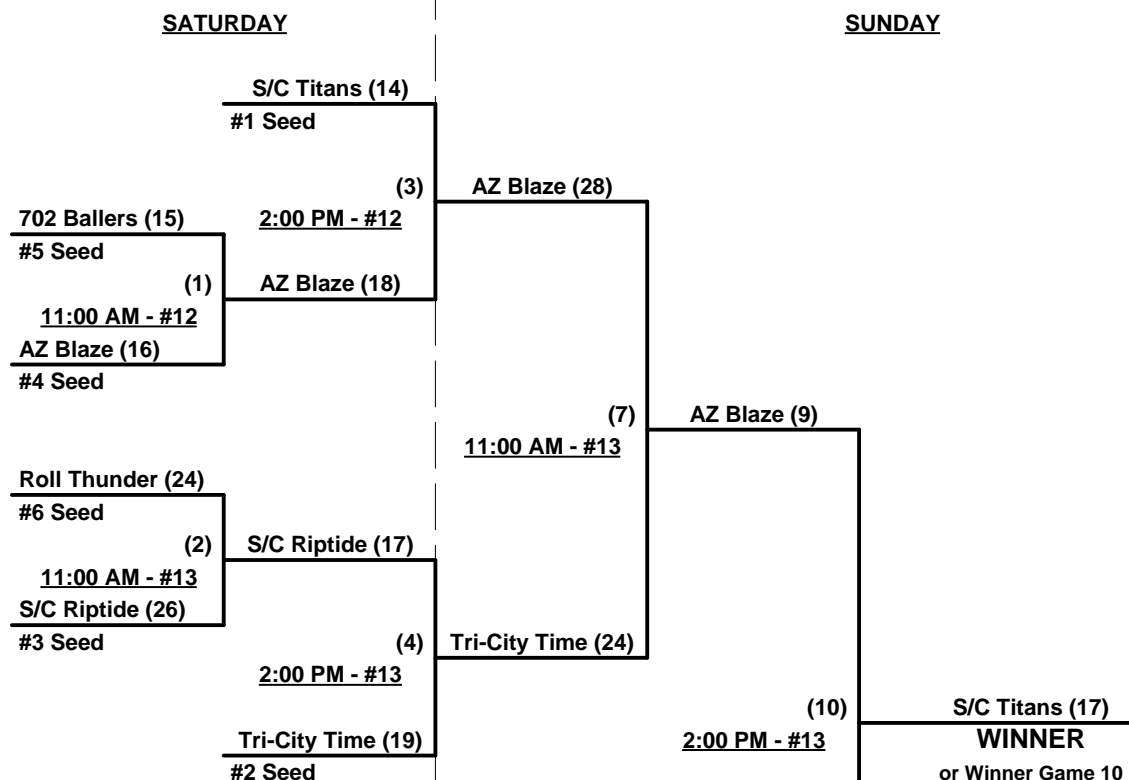 SATURDAY
SUNDAY
S/C Titans (14)
#1 Seed
(3)
2:00 PM - #12
AZ Blaze (28)
702 Ballers (15)
#5 Seed
(1)
11:00 AM - #12
AZ Blaze (18)
AZ Blaze (16)
#4 Seed
(7)
11:00 AM - #13
AZ Blaze (9)
Roll Thunder (24)
#6 Seed
(2)
11:00 AM - #13
S/C Riptide (17)
S/C Riptide (26)
#3 Seed
(4)
2:00 PM - #13
Tri-City Time (24)
Tri-City Time (19)
#2 Seed
(10)
2:00 PM - #13
S/C Titans (17)
WINNER
or Winner Game 10